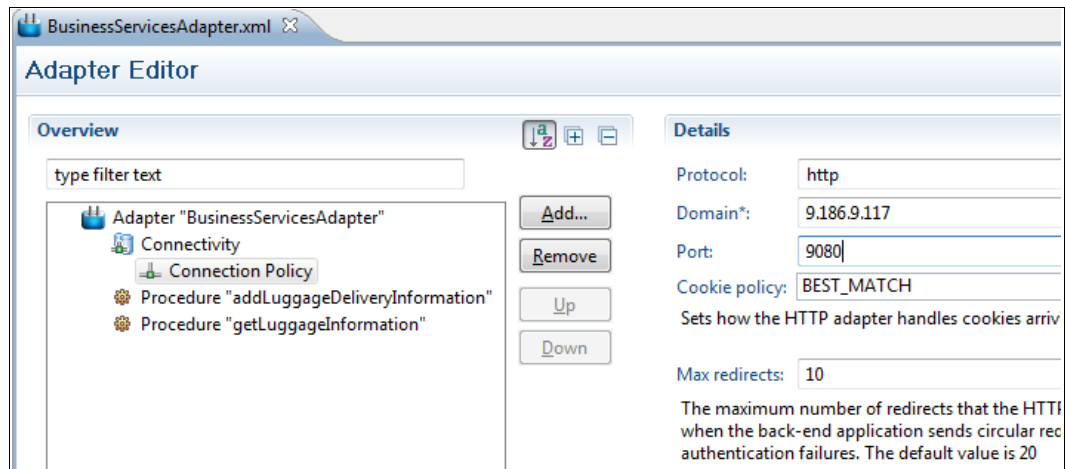 BusinessServicesAdapter.xml
Adapter Editor
Overview
type filter text
Adapter "BusinessServicesAdapter"
Connectivity
Connection Policy
Procedure "addLuggageDeliveryInformation"
Procedure "getLuggageInformation"
Add...
Remove
Up
Down
Details
Protocol: http
Domain*: 9.186.9.117
Port: 9080
Cookie policy: BEST_MATCH
Sets how the HTTP adapter handles cookies arriv
Max redirects: 10
The maximum number of redirects that the HTTP
when the back-end application sends circular red
authentication failures. The default value is 20